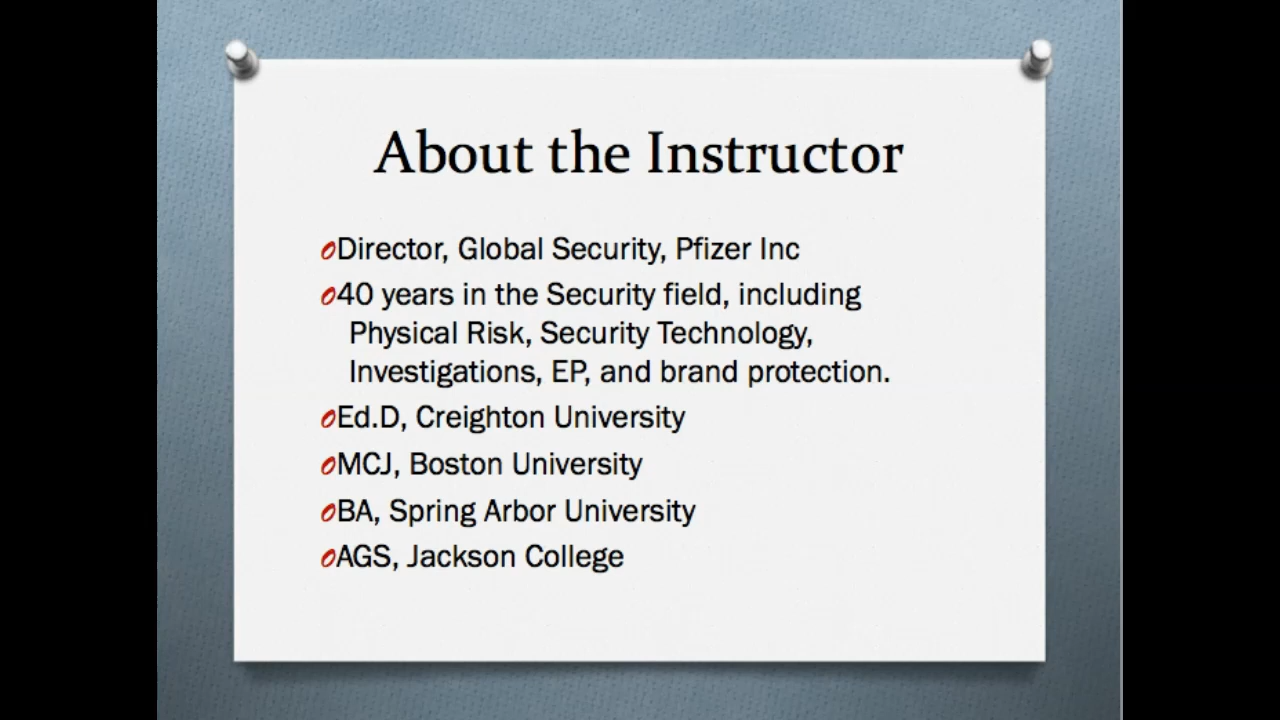 About the Instructor
Director, Global Security, Pfizer Inc
40 years in the Security field, including
Physical Risk, Security Technology,
Investigations, EP, and brand protection.
Ed.D, Creighton University
MCJ, Boston University
BA, Spring Arbor University
AGS, Jackson College